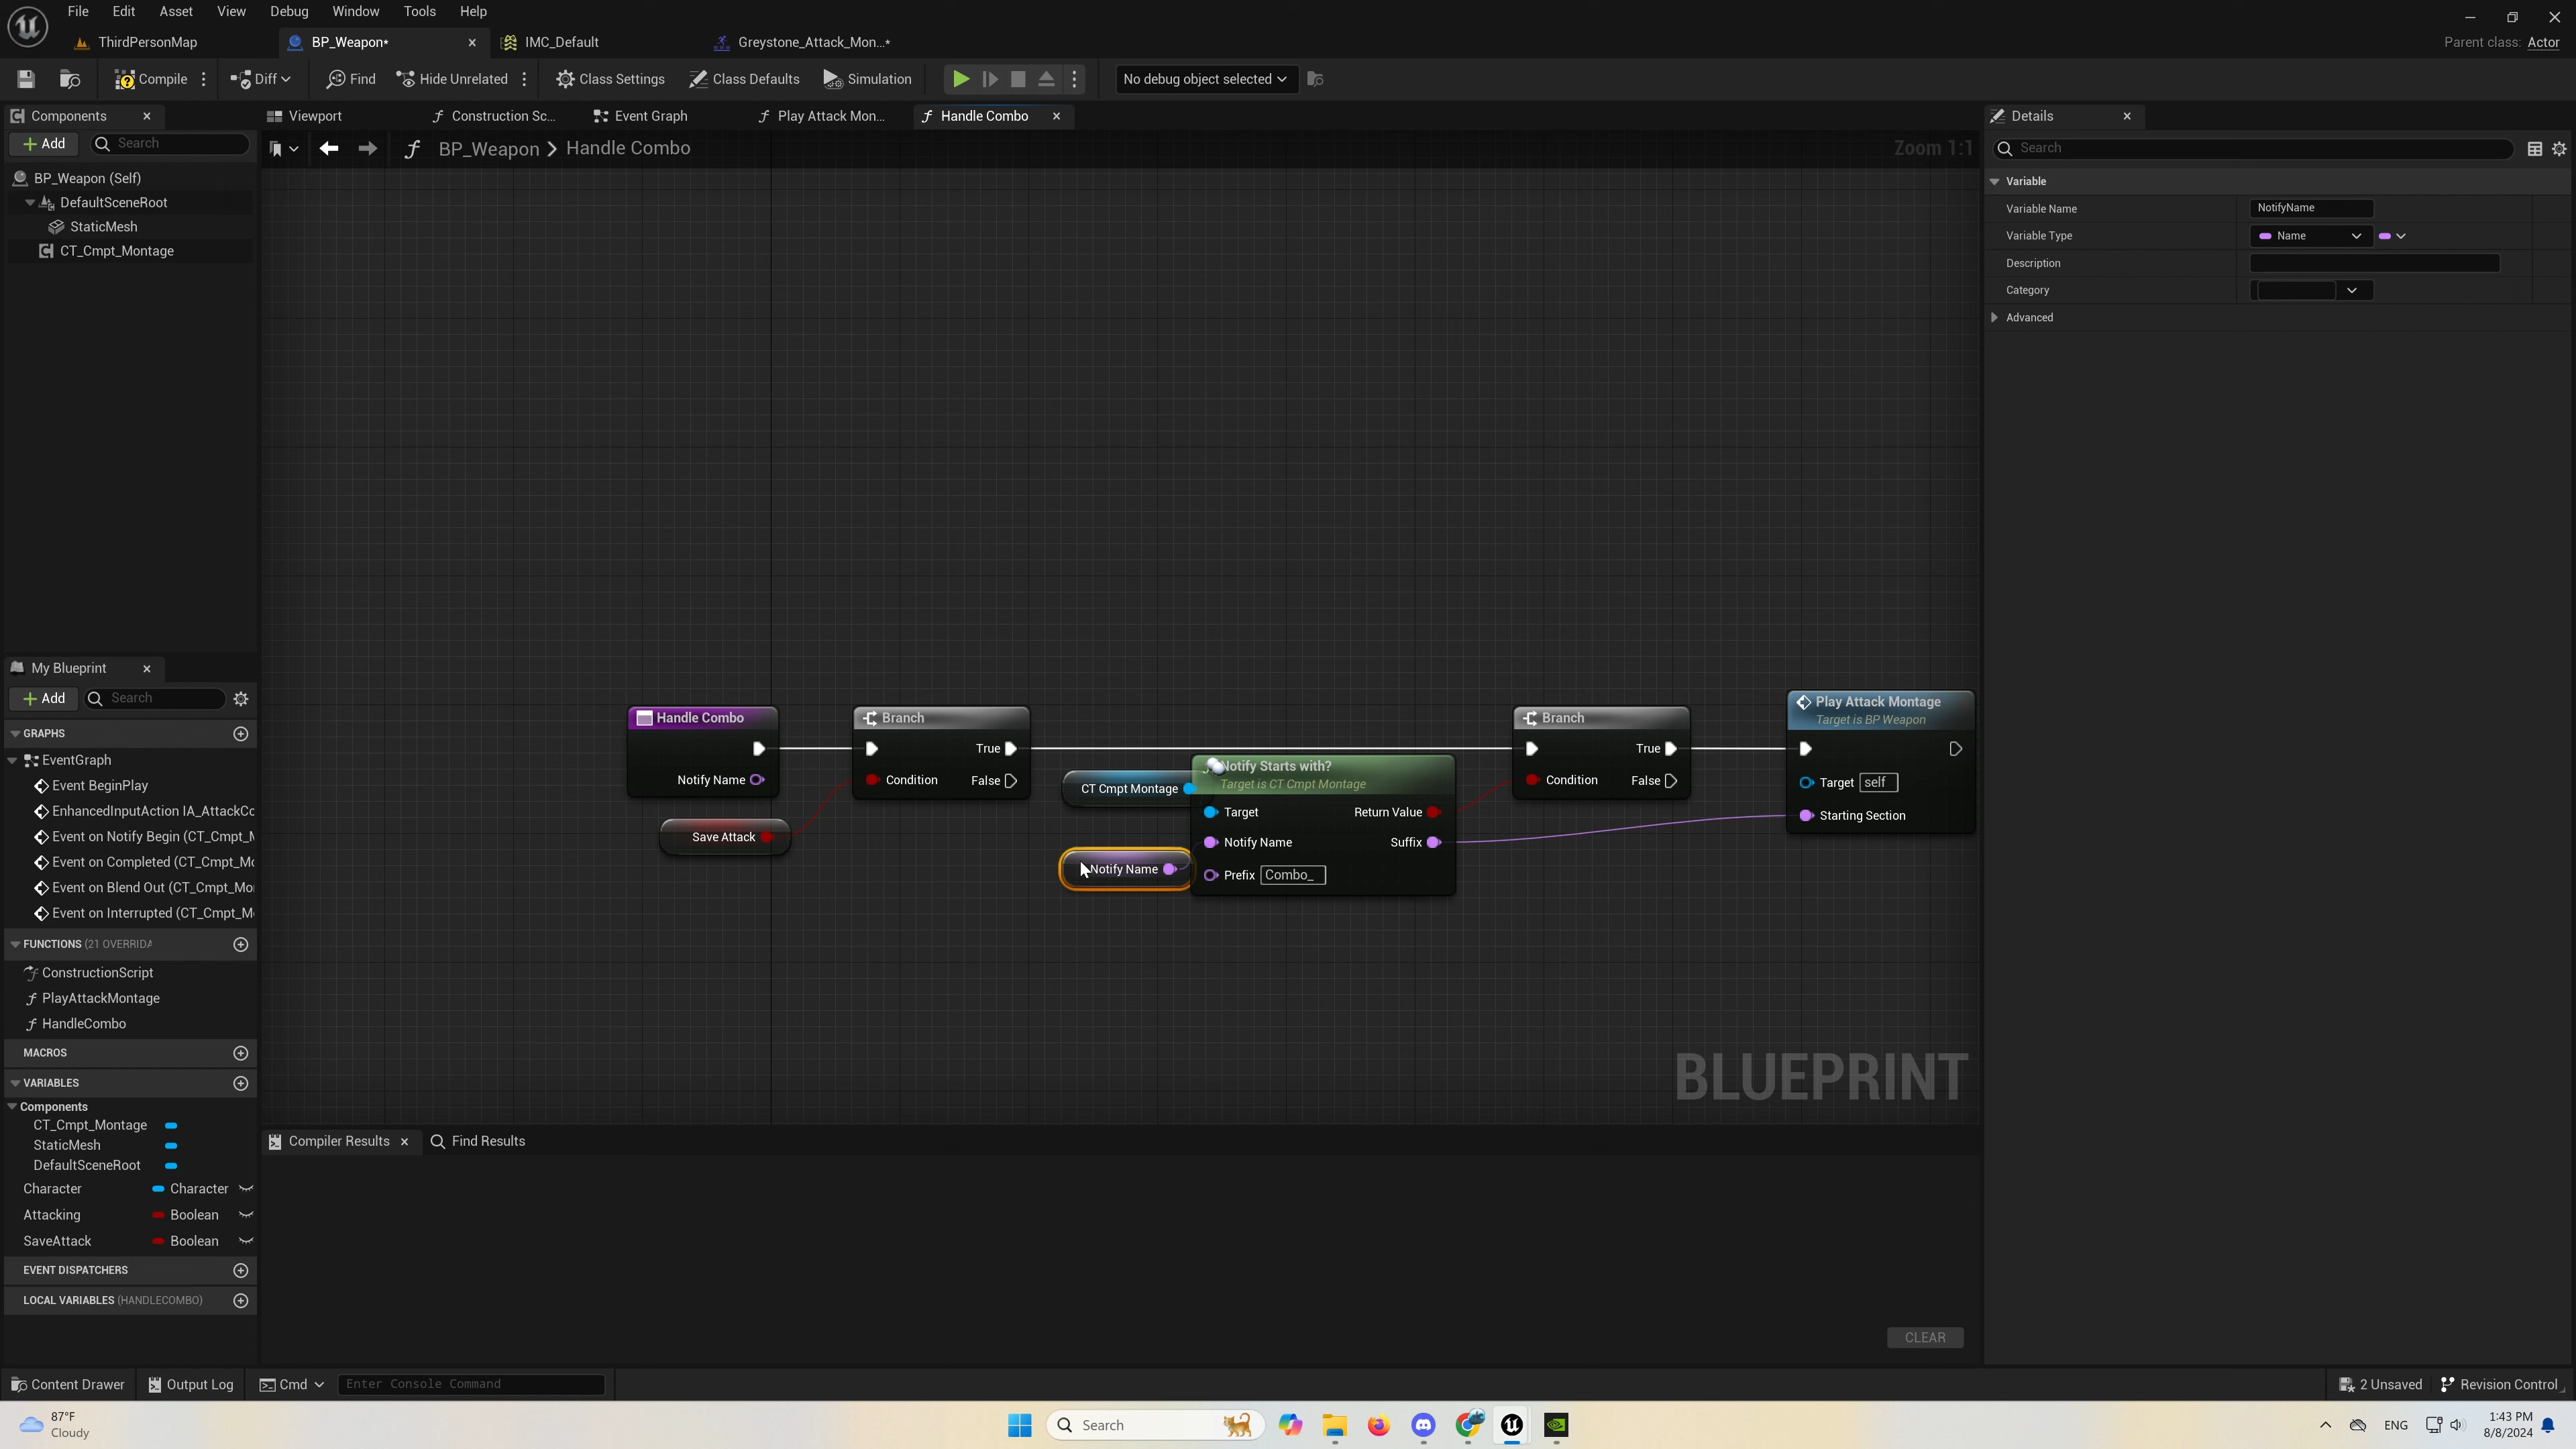 File Edit Asset View Debug Window Tools Help
ThirdPersonMap BP_Weapon* IMC_Default Greystone_Attack_Mon...* Parent class: Actor
Compile Diff Find Hide Unrelated Class Settings Class Defaults Simulation No debug object selected
Components Viewport Construction Sc... Event Graph Play Attack Mon... Handle Combo Details
Add Search BP_Weapon > Handle Combo Zoom 1:1 Search
BP_Weapon (Self)
DefaultSceneRoot
StaticMesh
CT_Cmpt_Montage
Variable
Variable Name NotifyName
Variable Type Name
Description
Category
Advanced
My Blueprint
Add Search
GRAPHS
EventGraph
Event BeginPlay
EnhancedInputAction IA_AttackCo
Event on Notify Begin (CT_Cmpt_M
Event on Completed (CT_Cmpt_Mo
Event on Blend Out (CT_Cmpt_Mo
Event on Interrupted (CT_Cmpt_M
FUNCTIONS (21 OVERRIDA
ConstructionScript
PlayAttackMontage
HandleCombo
MACROS
VARIABLES
Components
CT_Cmpt_Montage
StaticMesh
DefaultSceneRoot
Character Character
Attacking Boolean
SaveAttack Boolean
EVENT DISPATCHERS
LOCAL VARIABLES (HANDLECOMBO)
Handle Combo
Notify Name
Save Attack
Branch
True
Condition False
CT Cmpt Montage
Notify Name
Notify Starts with?
Target is CT Cmpt Montage
Target Return Value
Notify Name Suffix
Prefix Combo_
Branch
True
Condition False
Play Attack Montage
Target is BP Weapon
Target self
Starting Section
BLUEPRINT
Compiler Results Find Results
CLEAR
Content Drawer Output Log Cmd Enter Console Command 2 Unsaved Revision Control
87°F
Cloudy
Search
ENG
1:43 PM
8/8/2024